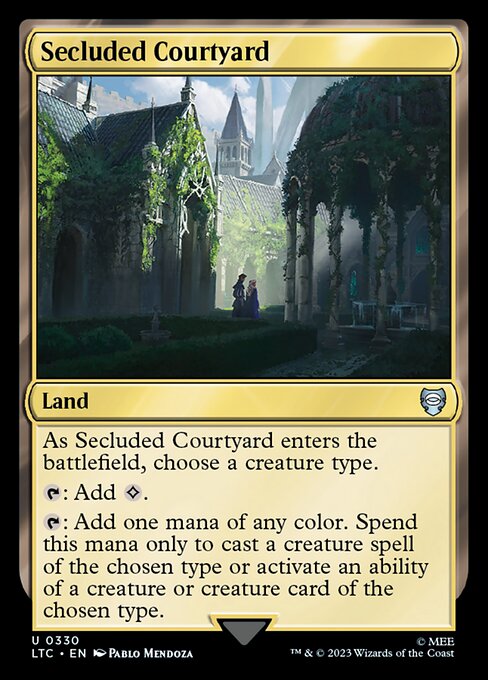 Secluded Courtyard
Land
As Secluded Courtyard enters the
battlefield, choose a creature type.
: Add .
: Add one mana of any color. Spend
this mana only to cast a creature spell
of the chosen type or activate an ability
of a creature or creature card of the
chosen type.
U 0330
LTC • EN Pablo Mendoza
© MEE
™ & © 2023 Wizards of the Coast